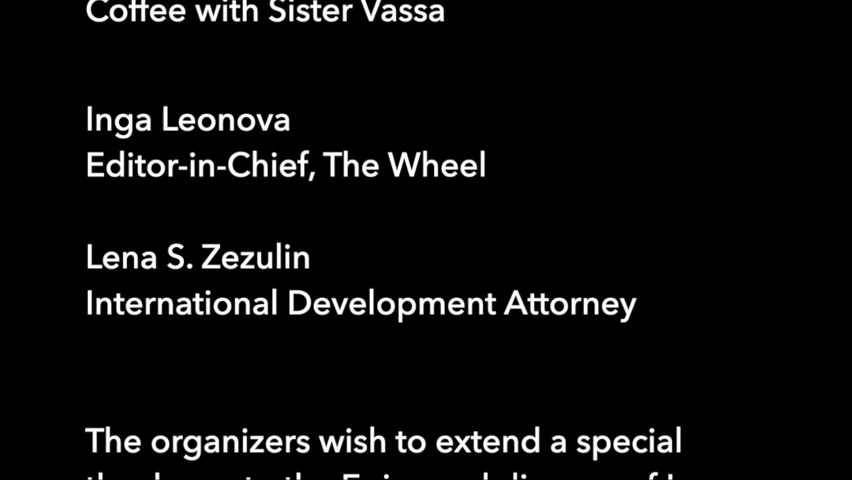 Coffee with Sister Vassa
Inga Leonova
Editor-in-Chief, The Wheel
Lena S. Zezulin
International Development Attorney
The organizers wish to extend a special